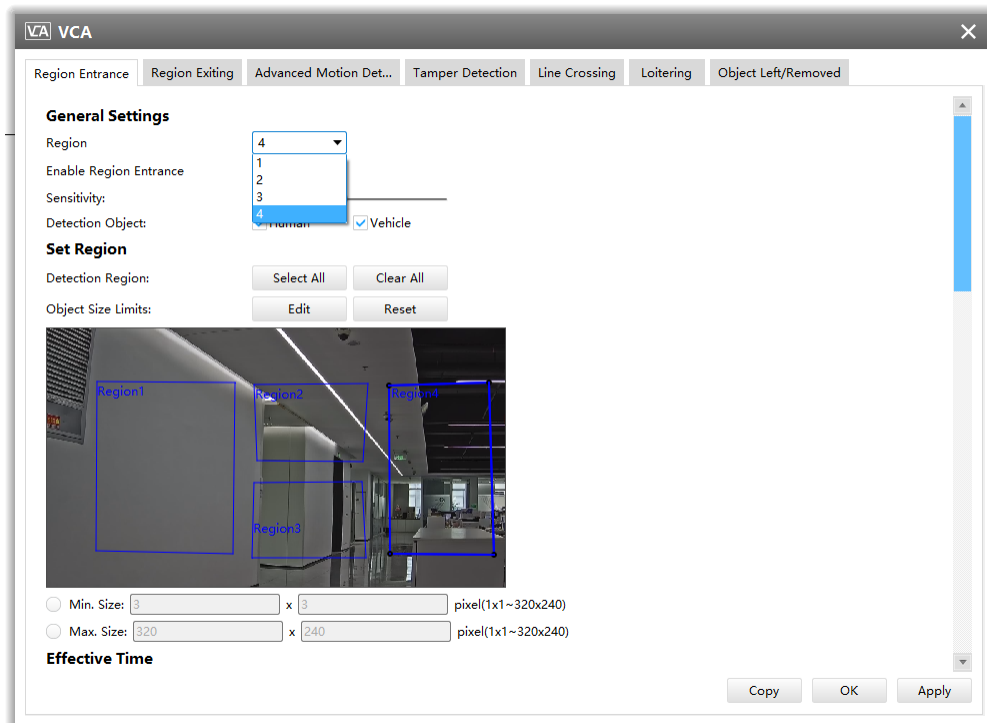 VCA VCA
Region Entrance Region Exiting Advanced Motion Det... Tamper Detection Line Crossing Loitering Object Left/Removed
General Settings
Region 4
1
Enable Region Entrance
2
Sensitivity: 3
4
Detection Object: Human Vehicle
Set Region
Detection Region: Select All Clear All
Object Size Limits: Edit Reset
Region1 Region2 Region4
Region3
Min. Size: 3 x 3 pixel(1x1~320x240)
Max. Size: 320 x 240 pixel(1x1~320x240)
Effective Time
Copy OK Apply